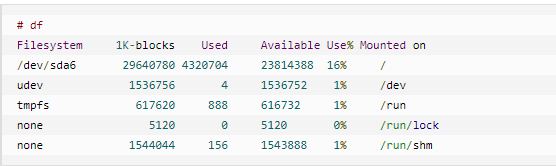 # df
Filesystem 1K-blocks Used Available Use% Mounted on
/dev/sda6 29640780 4320704 23814388 16% /
udev 1536756 4 1536752 1% /dev
tmpfs 617620 888 616732 1% /run
none 5120 0 5120 0% /run/lock
none 1544044 156 1543888 1% /run/shm